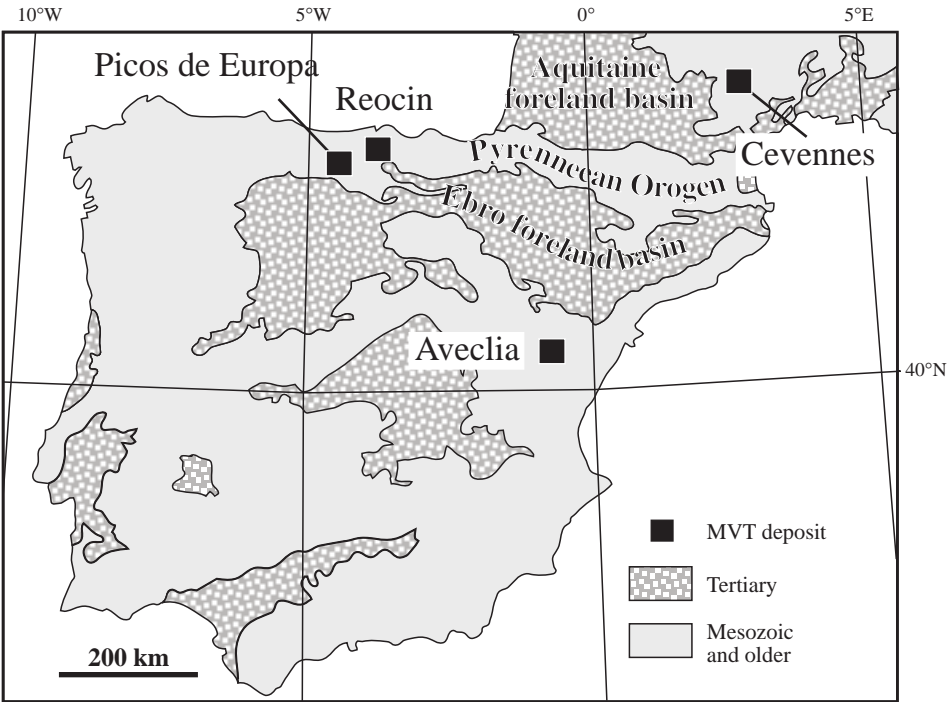 10°W
5°W
0°
5°E
Picos de Europa
Reocin
Aquitaine
foreland basin
Cevennes
Pyrenncean Orogen
Ebro foreland basin
Aveclia
40°N
MVT deposit
Tertiary
Mesozoic
and older
200 km